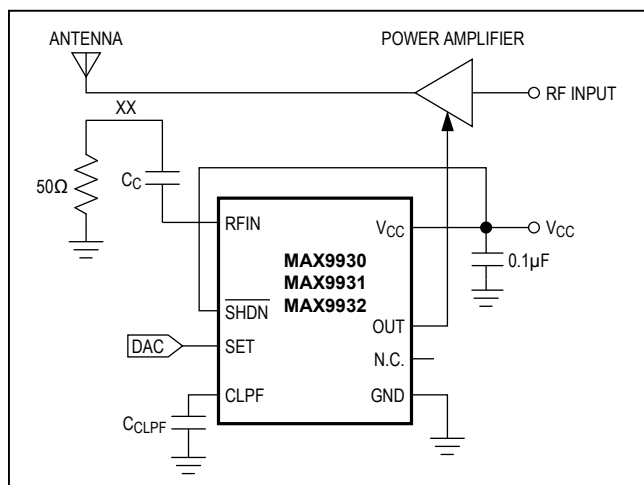 ANTENNA
POWER AMPLIFIER
RF INPUT
XX
50Ω
CC
RFIN
VCC
VCC
MAX9930
MAX9931
MAX9932
0.1µF
SHDN
OUT
DAC
SET
N.C.
CLPF
GND
CCLPF